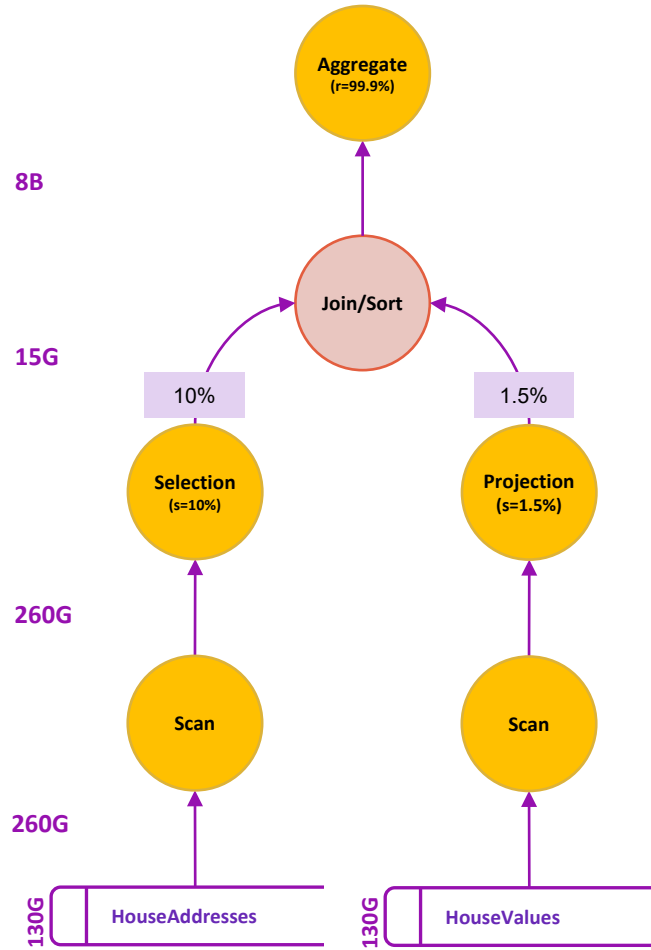 Aggregate
(r=99.9%)
8B
Join/Sort
15G
10%
1.5%
Selection
(s=10%)
Projection
(s=1.5%)
260G
Scan
Scan
260G
130G
HouseAddresses
130G
HouseValues